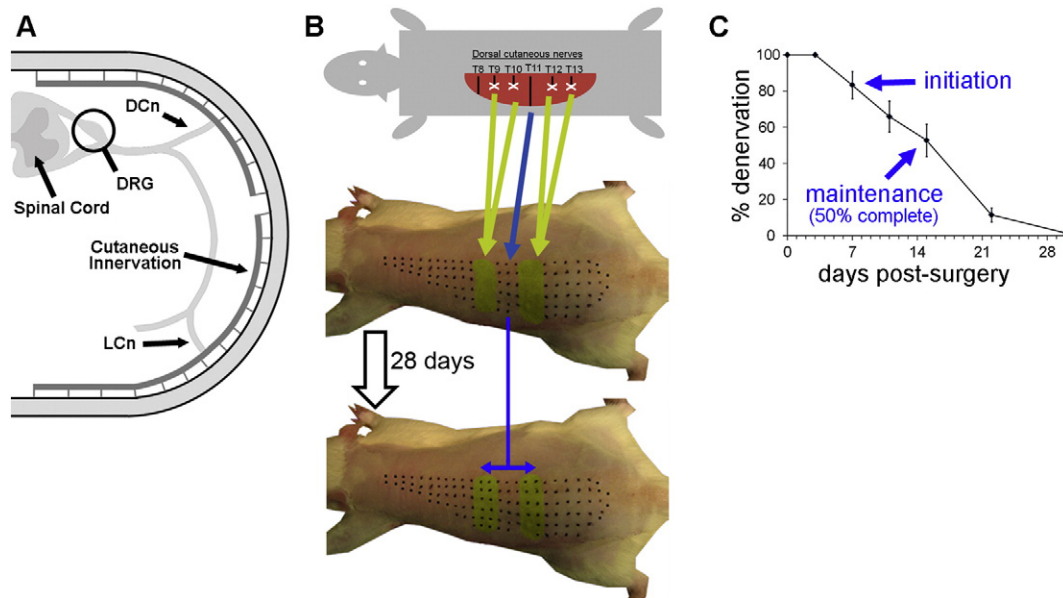 A
DCn
DRG
Spinal Cord
Cutaneous
Innervation
LCn
B
Dorsal cutaneous nerves
T8 T9 T10 T11 T12 T13
x x x x
28 days
C
100
80
60
40
20
0
% denervation
initiation
maintenance
(50% complete)
0 7 14 21 28
days post-surgery